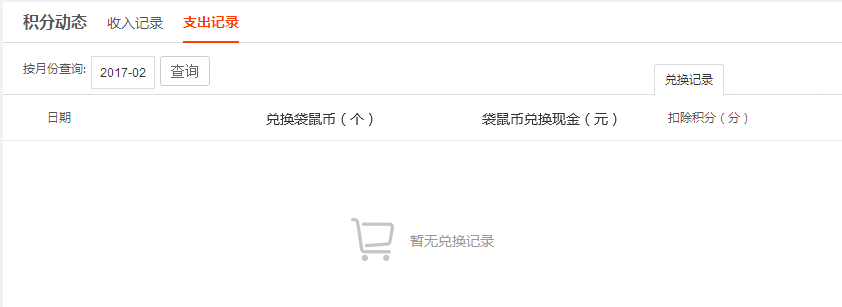 积分动态 收入记录 支出记录
按月份查询: 2017-02 查询 兑换记录
日期 兑换袋鼠币（个） 袋鼠币兑换现金（元） 扣除积分（分）
暂无兑换记录